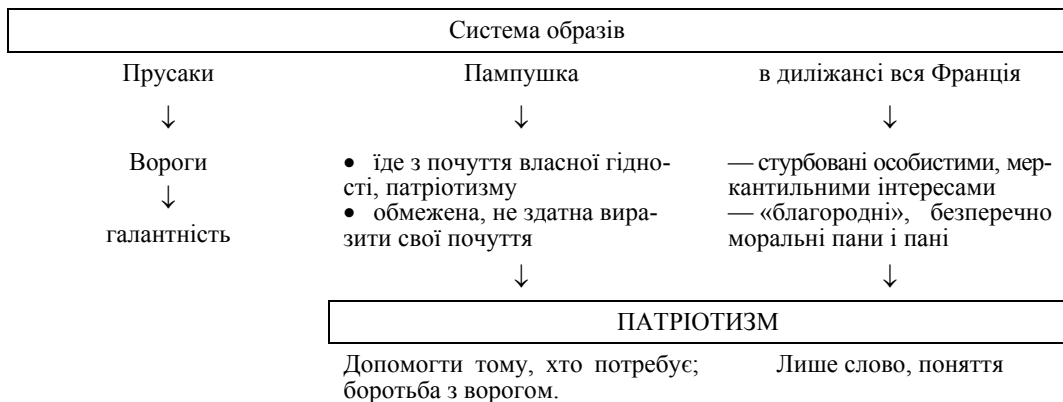 Система образів
Прусаки Пампушка в диліжансі вся Франція
↓ ↓ ↓
Вороги
↓
галантність
• їде з почуття власної гідно-
сті, патріотизму
• обмежена, не здатна вира-
зити свої почуття
— стурбовані особистими, мер-
кантильними інтересами
— «благородні», безперечно
моральні пани і пані
↓ ↓
ПАТРІОТИЗМ
Допомогти тому, хто потребує;
боротьба з ворогом.
Лише слово, поняття